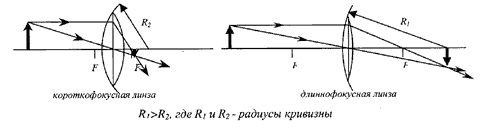 R₂
R₁
F F
F F
короткофокусная линза
длиннофокусная линза
R₁>R₂, где R₁ и R₂ - радиусы кривизны